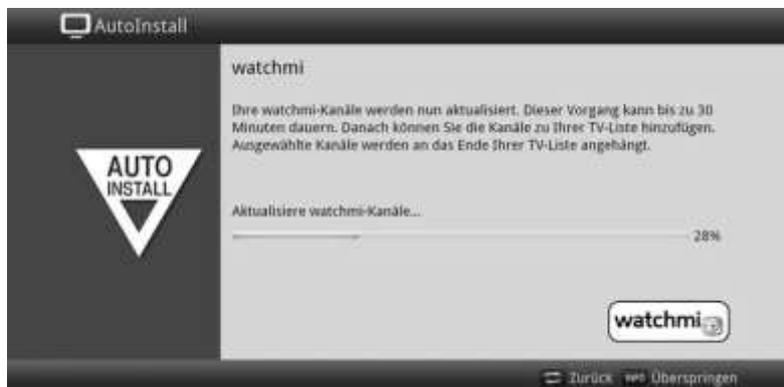 AutoInstall
watchmi
Ihre watchmi-Kanäle werden nun aktualisiert. Dieser Vorgang kann bis zu 30
Minuten dauern. Danach können Sie die Kanäle zu Ihrer TV-Liste hinzufügen.
Ausgewählte Kanäle werden an das Ende Ihrer TV-Liste angehängt.
AUTO
INSTALL
Aktualisiere watchmi-Kanäle...
28%
watchmi
Zurück INFO Überspringen